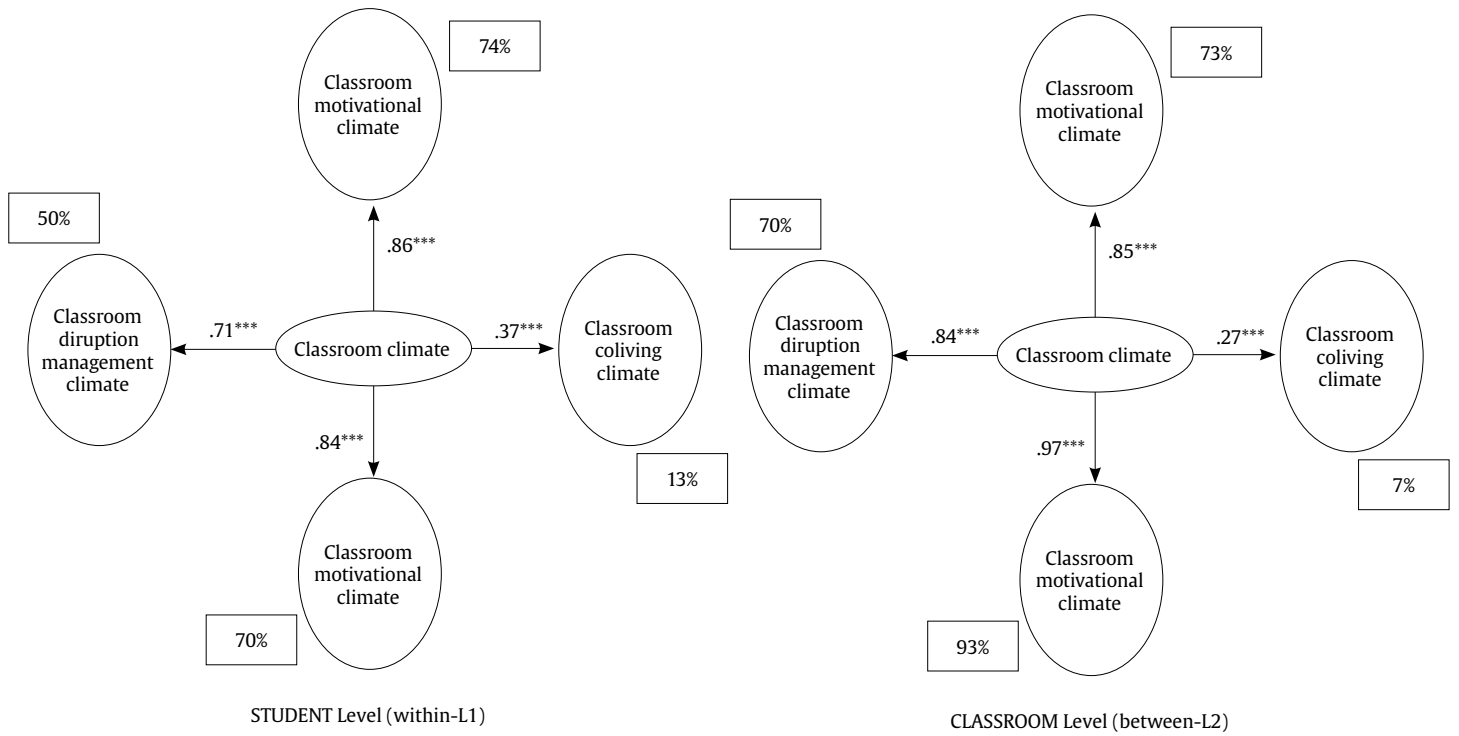 Classroom
motivational
climate
74%
50%
.86***
Classroom
diruption
management
climate
.71***
Classroom climate
.37***
Classroom
coliving
climate
.84***
13%
Classroom
motivational
climate
70%
STUDENT Level (within-L1)
Classroom
motivational
climate
73%
70%
.85***
Classroom
diruption
management
climate
.84***
Classroom climate
.27***
Classroom
coliving
climate
.97***
7%
Classroom
motivational
climate
93%
CLASSROOM Level (between-L2)